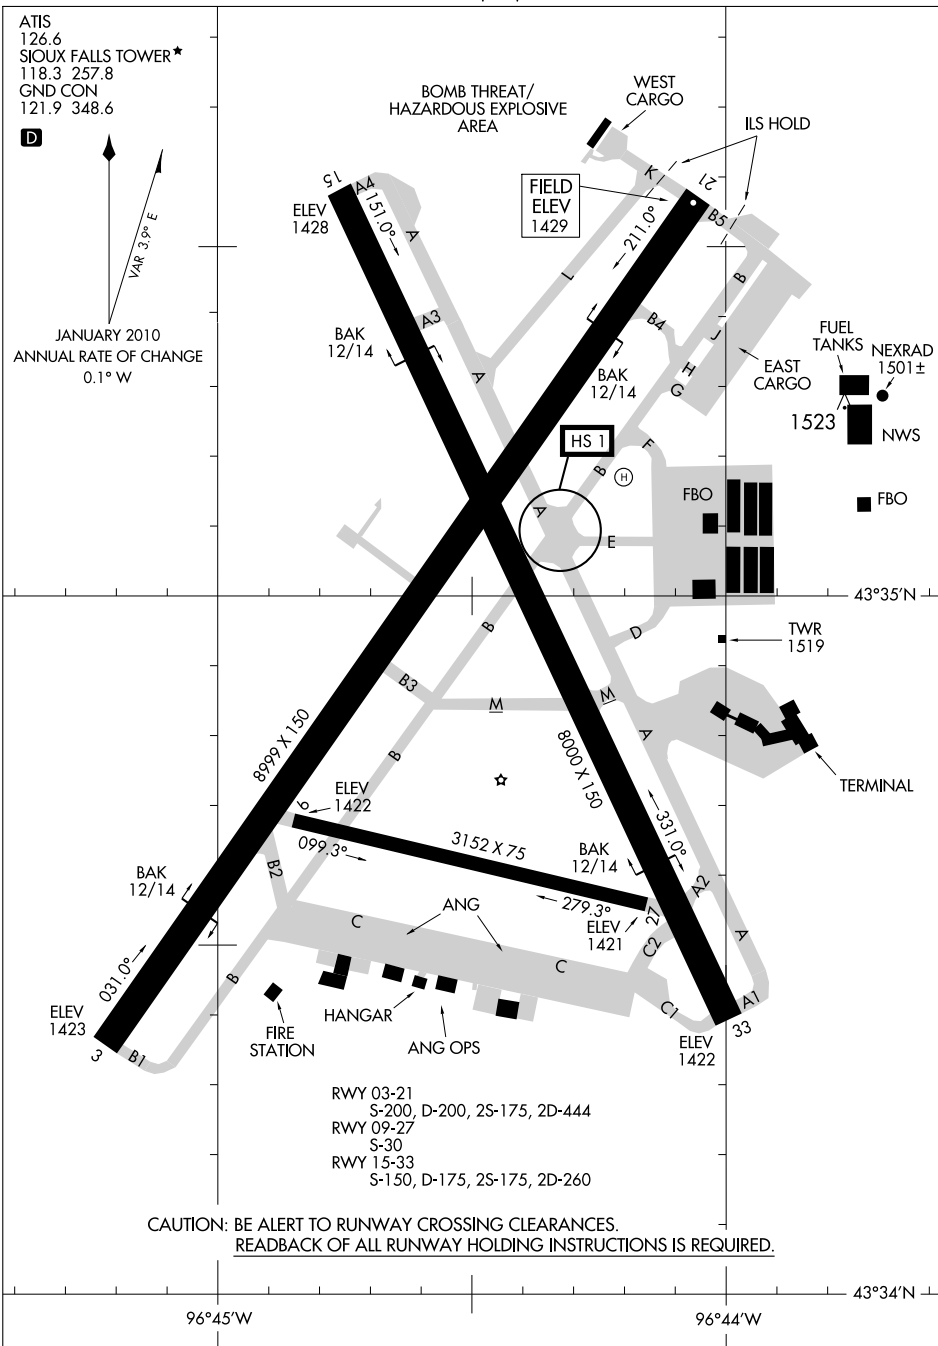 ATIS
126.6
SIOUX FALLS TOWER★
118.3 257.8
GND CON
121.9 348.6
D
VAR 3.9° E
JANUARY 2010
ANNUAL RATE OF CHANGE
0.1° W
BOMB THREAT/
HAZARDOUS EXPLOSIVE
AREA
WEST
CARGO
ILS HOLD
15
A4
ELEV
1428
151.0°
A
FIELD
ELEV
1429
K
21
B5
211.0°
L
B
A3
BAK
12/14
A
B4
J
BAK
12/14
H
G
EAST
CARGO
FUEL
TANKS
NEXRAD
1501±
1523
NWS
HS 1
F
B
H
A
E
FBO
FBO
43°35'N
B
D
TWR
1519
B3
M
M
A
8999 X 150
B
8000 X 150
TERMINAL
ELEV
1422
9
099.3°
3152 X 75
BAK
12/14
331.0°
B2
BAK
12/14
279.3°
27
ELEV
1421
A2
ANG
C
C
C2
A
031.0°
B
C1
A1
33
ELEV
1423
3
B1
FIRE
STATION
HANGAR
ANG OPS
ELEV
1422
RWY 03-21
S-200, D-200, 2S-175, 2D-444
RWY 09-27
S-30
RWY 15-33
S-150, D-175, 2S-175, 2D-260
CAUTION: BE ALERT TO RUNWAY CROSSING CLEARANCES.
READBACK OF ALL RUNWAY HOLDING INSTRUCTIONS IS REQUIRED.
43°34'N
96°45'W
96°44'W